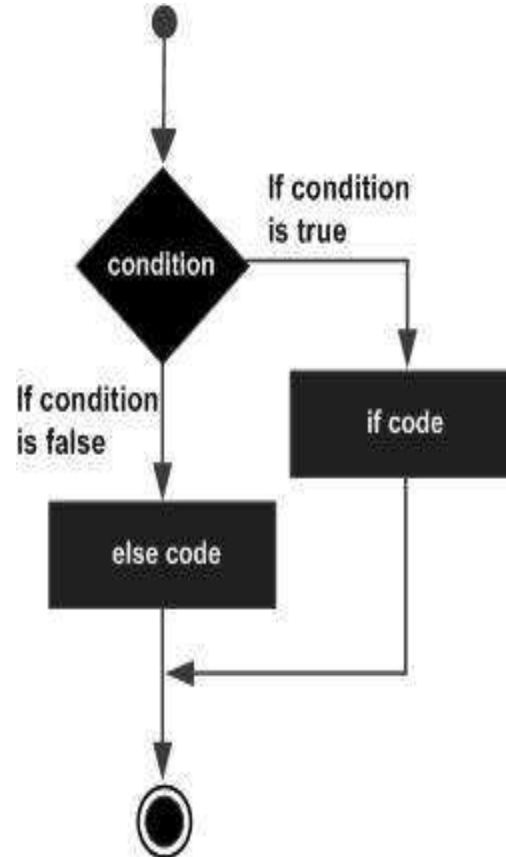 If condition
is true
condition
If condition
is false
if code
else code